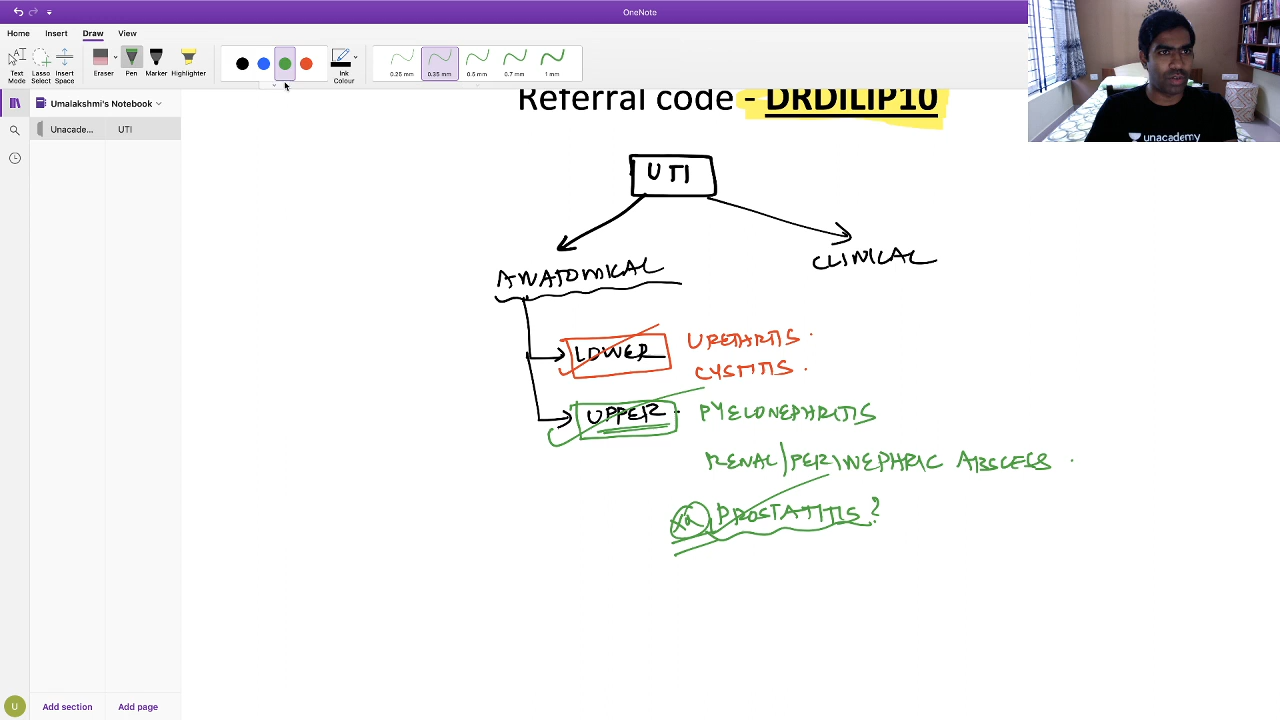 OneNote
Home Insert Draw View
Text Mode
Lasso Select
Insert Space
Eraser
Pen
Marker
Highlighter
Ink Colour
0.25 mm
0.35 mm
0.5 mm
0.7 mm
1 mm
Umalakshmi's Notebook
Unacade...
UTI
Referral code - DRDILIP10
unacademy
UTI
ANATOMICAL
CLINICAL
LOWER
URETHRITIS
CYSTITIS
UPPER
PYELONEPHRITIS
RENAL/PERINEPHRIC ABSCESS
PROSTATITIS?
U
Add section
Add page